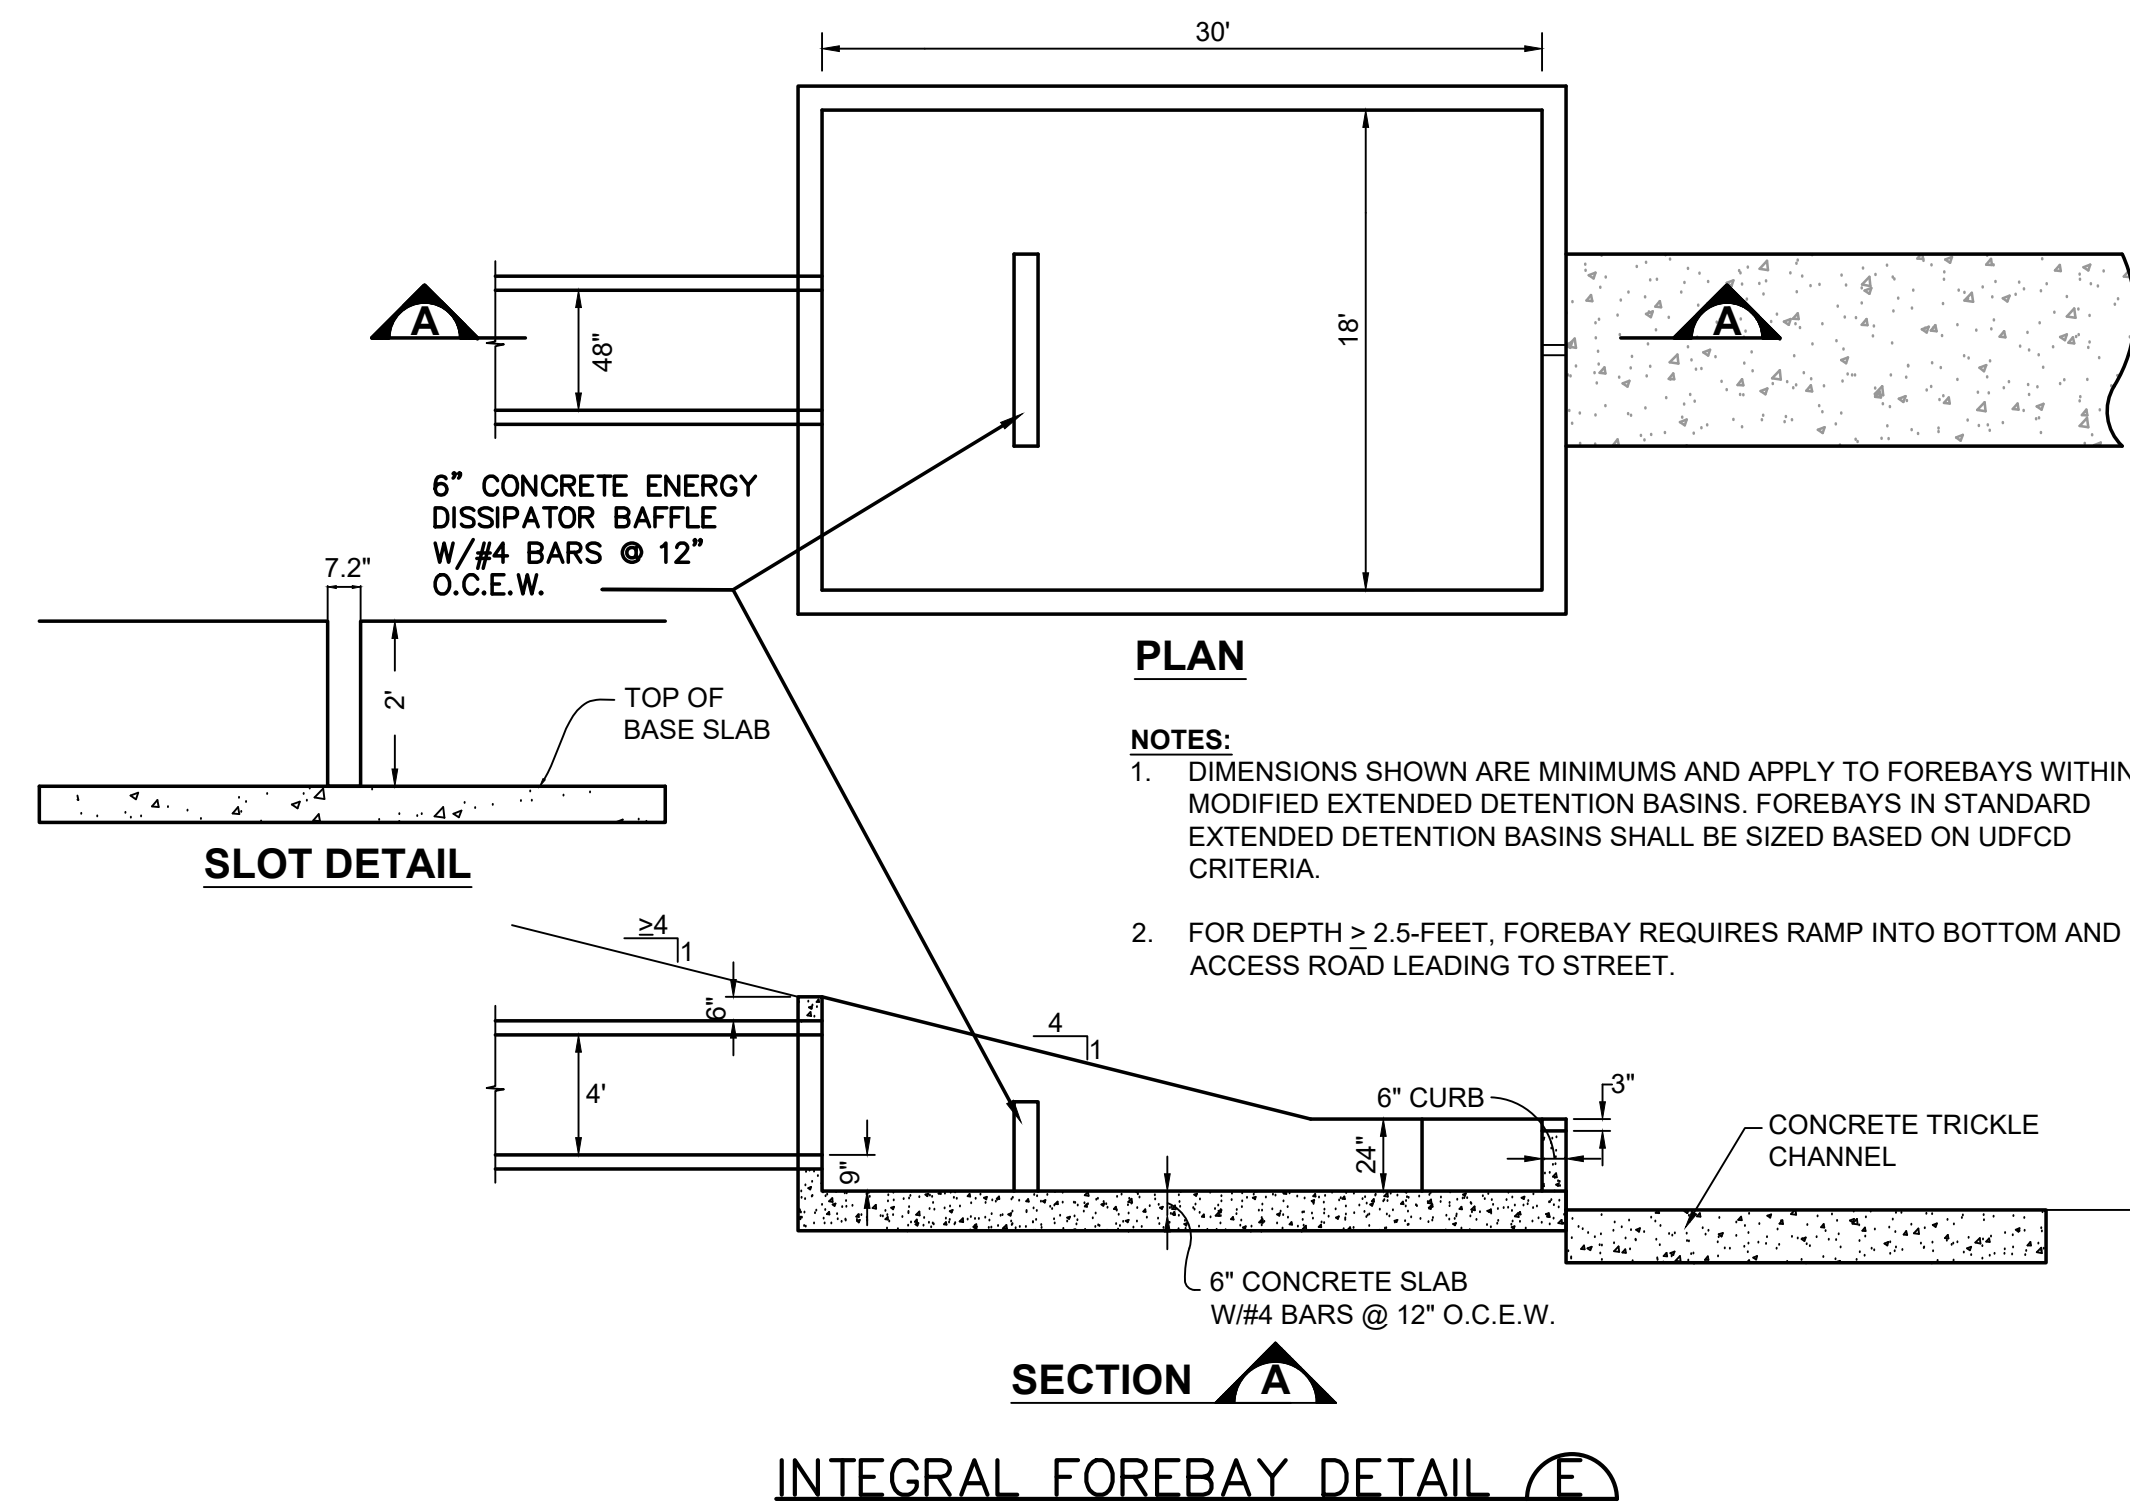 30'
A
48"
18'
A
6” CONCRETE ENERGY
DISSIPATOR BAFFLE
W/#4 BARS @ 12”
O.C.E.W.
7.2"
2'
TOP OF
BASE SLAB
SLOT DETAIL
PLAN
NOTES:
1. DIMENSIONS SHOWN ARE MINIMUMS AND APPLY TO FOREBAYS WITHIN
MODIFIED EXTENDED DETENTION BASINS. FOREBAYS IN STANDARD
EXTENDED DETENTION BASINS SHALL BE SIZED BASED ON UDFCD
CRITERIA.
2. FOR DEPTH ≥ 2.5-FEET, FOREBAY REQUIRES RAMP INTO BOTTOM AND
ACCESS ROAD LEADING TO STREET.
≥4
1
6"
4
1
4'
9"
24"
6" CURB
3"
CONCRETE TRICKLE
CHANNEL
6" CONCRETE SLAB
W/#4 BARS @ 12" O.C.E.W.
SECTION A
INTEGRAL FOREBAY DETAIL E